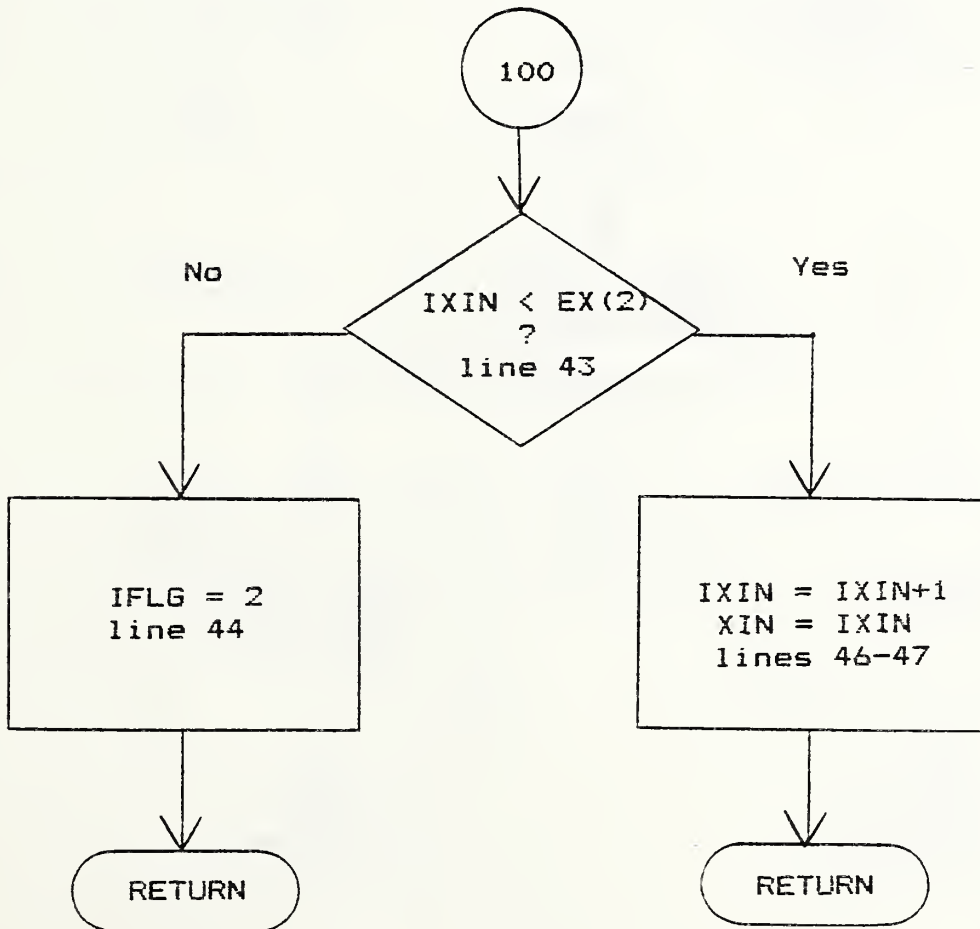 100
No
Yes
IXIN < EX(2)
?
line 43
IFLG = 2
line 44
IXIN = IXIN+1
XIN = IXIN
lines 46-47
RETURN
RETURN